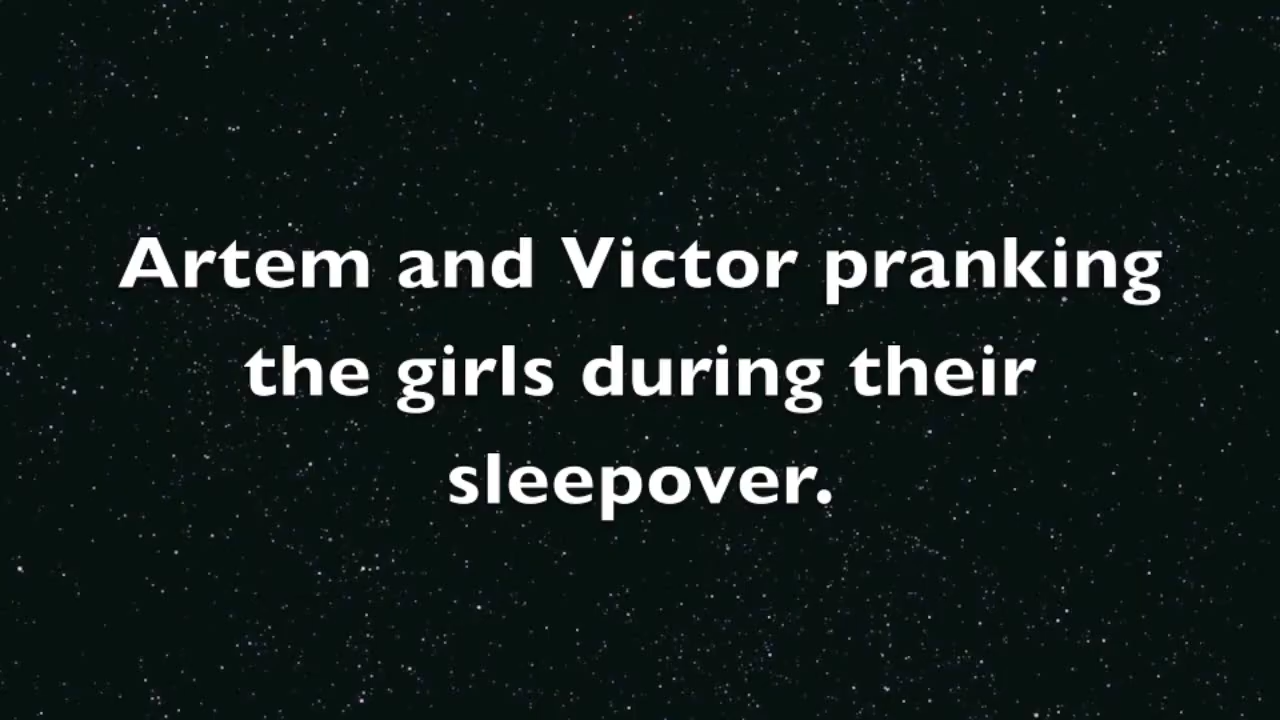 Artem and Victor pranking
the girls during their
sleepover.